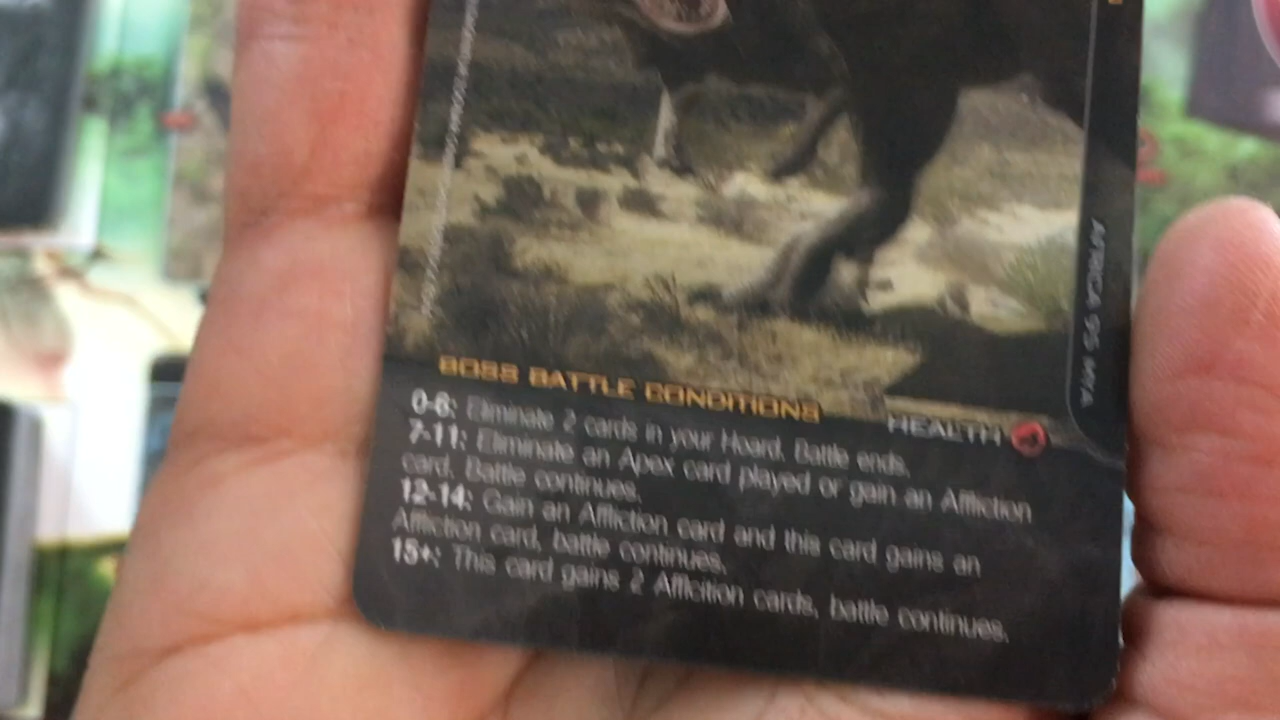 BOSS BATTLE CONDITIONS
HEALTH
0-6: Eliminate 2 cards in your Hoard. Battle ends.
7-11: Eliminate an Apex card played or gain an Affliction
card. Battle continues.
12-14: Gain an Affliction card and this card gains an
Affliction card, battle continues.
15+: This card gains 2 Afflicition cards, battle continues.
AFRICA 95 MYA